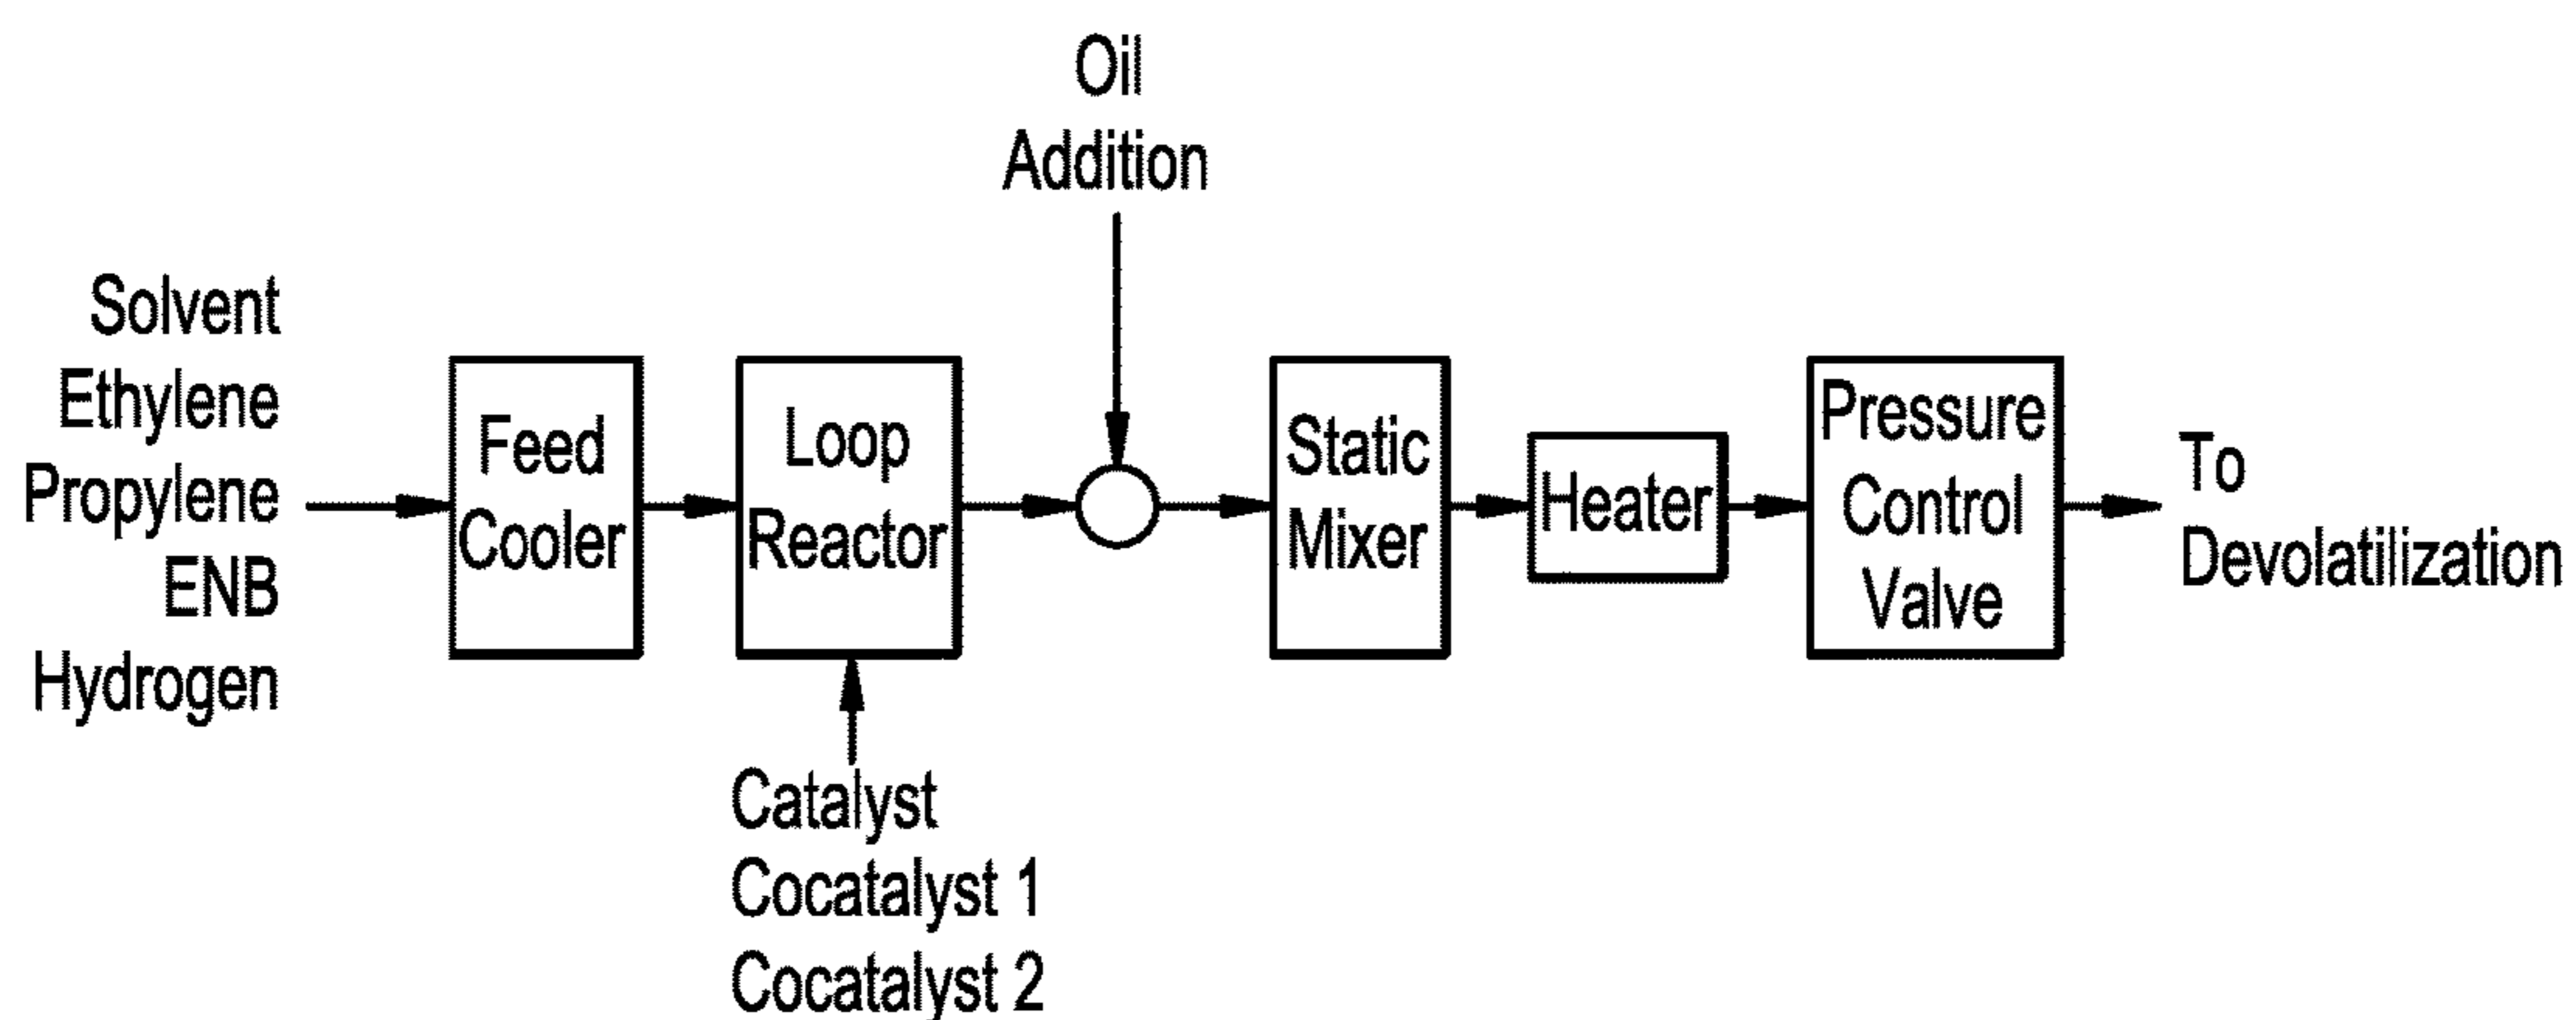 Oil
Addition
Solvent
Ethylene
Propylene
ENB
Hydrogen
Feed
Cooler
Loop
Reactor
Static
Mixer
Heater
Pressure
Control
Valve
To
Devolatilization
Catalyst
Cocatalyst 1
Cocatalyst 2